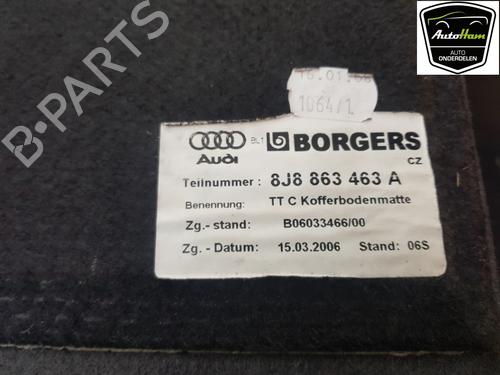 AutoHam
AUTO
ONDERDELEN
B-PARTS
1064/1
Audi
BL1 BORGERS
CZ
Teilnummer : 8J8 863 463 A
Benennung: TT C Kofferbodenmatte
Zg.- stand: B06033466/00
Zg. - Datum: 15.03.2006 Stand: 06S